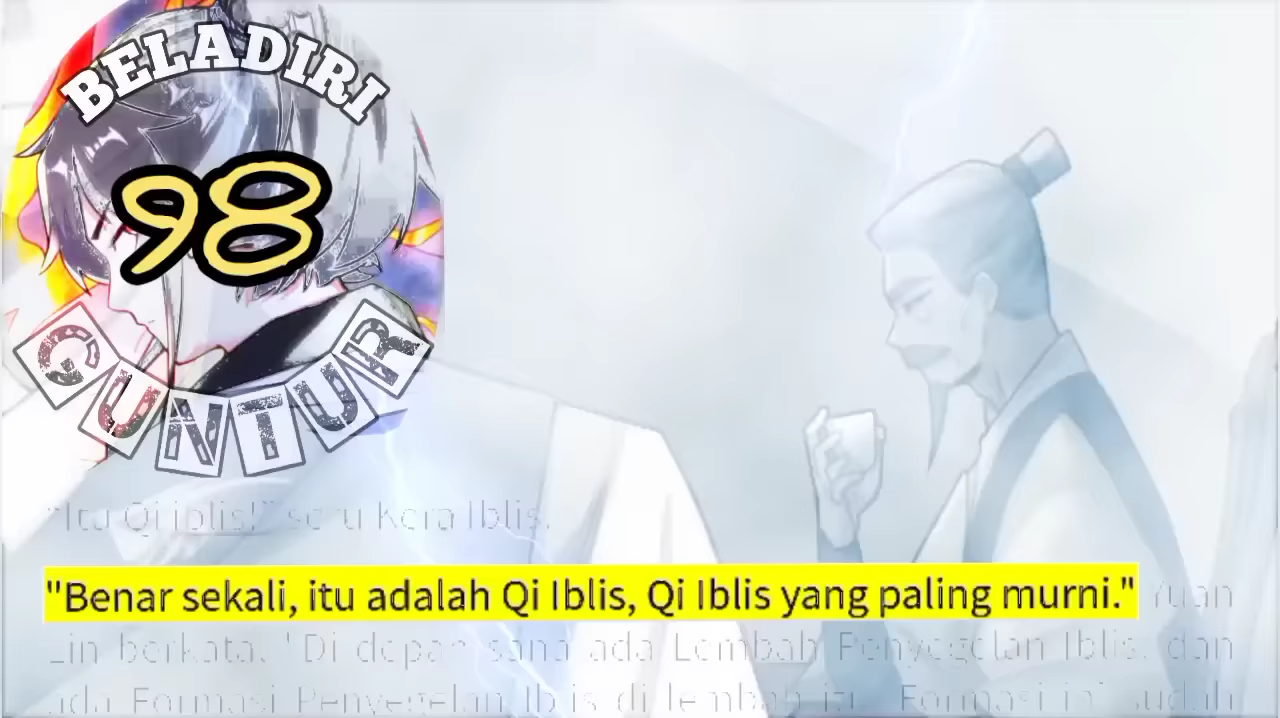 BELADIRI
98
GUNTUR
"Itu Qi iblis!" seru Kera Iblis.
"Benar sekali, itu adalah Qi Iblis, Qi Iblis yang paling murni."
Lin berkata. "Di depan sana ada Lembah Penyegelan Iblis, dan
ada Formasi Penyegelan Iblis di lembah ini. Formasi ini sudah